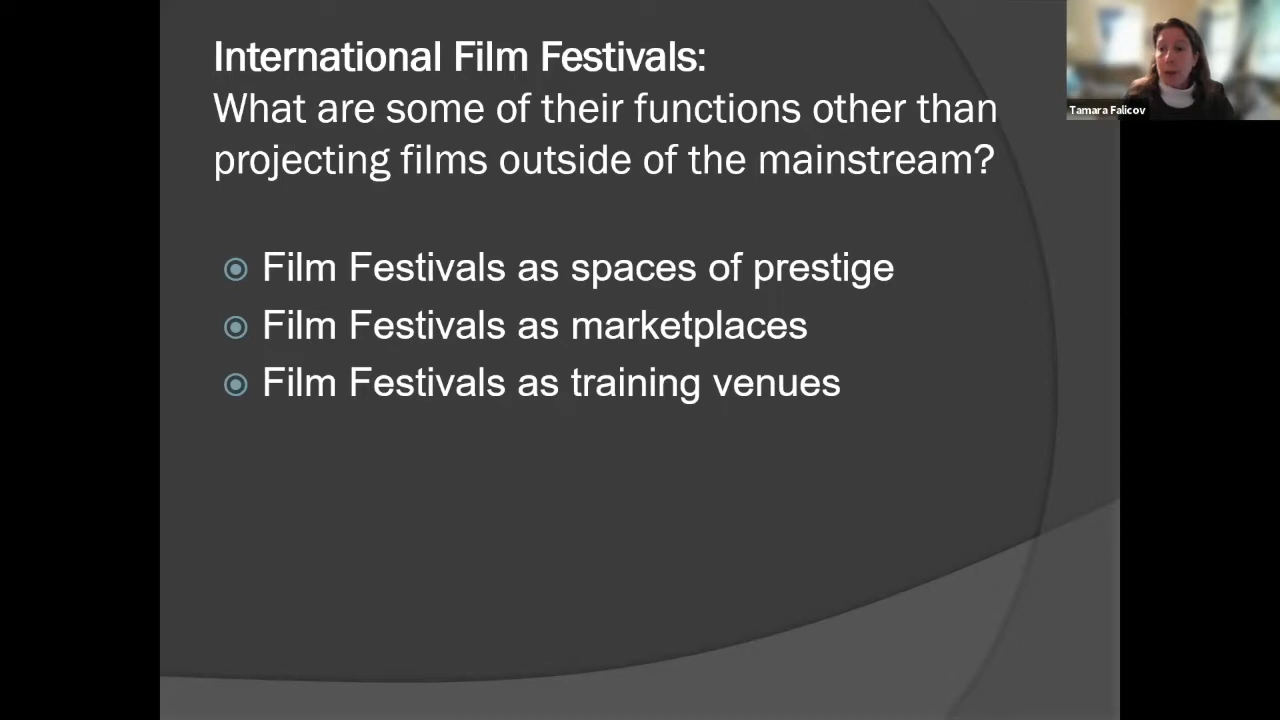 International Film Festivals:
What are some of their functions other than
projecting films outside of the mainstream?
Film Festivals as spaces of prestige
Film Festivals as marketplaces
Film Festivals as training venues
Tamara Falicov